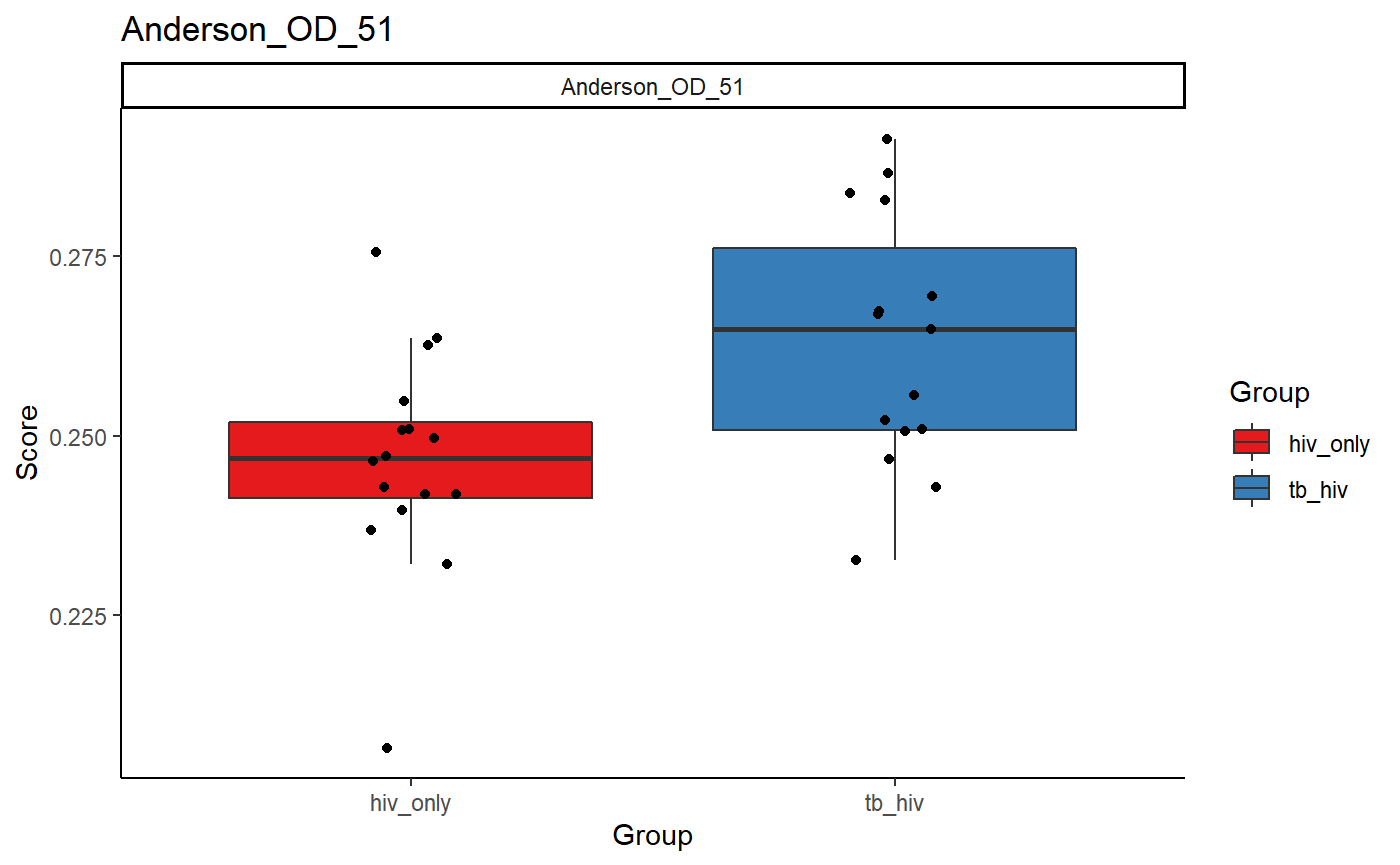 Anderson_OD_51
Anderson_OD_51
0.275
0.250
0.225
Score
hiv_only
tb_hiv
Group
Group
hiv_only
tb_hiv